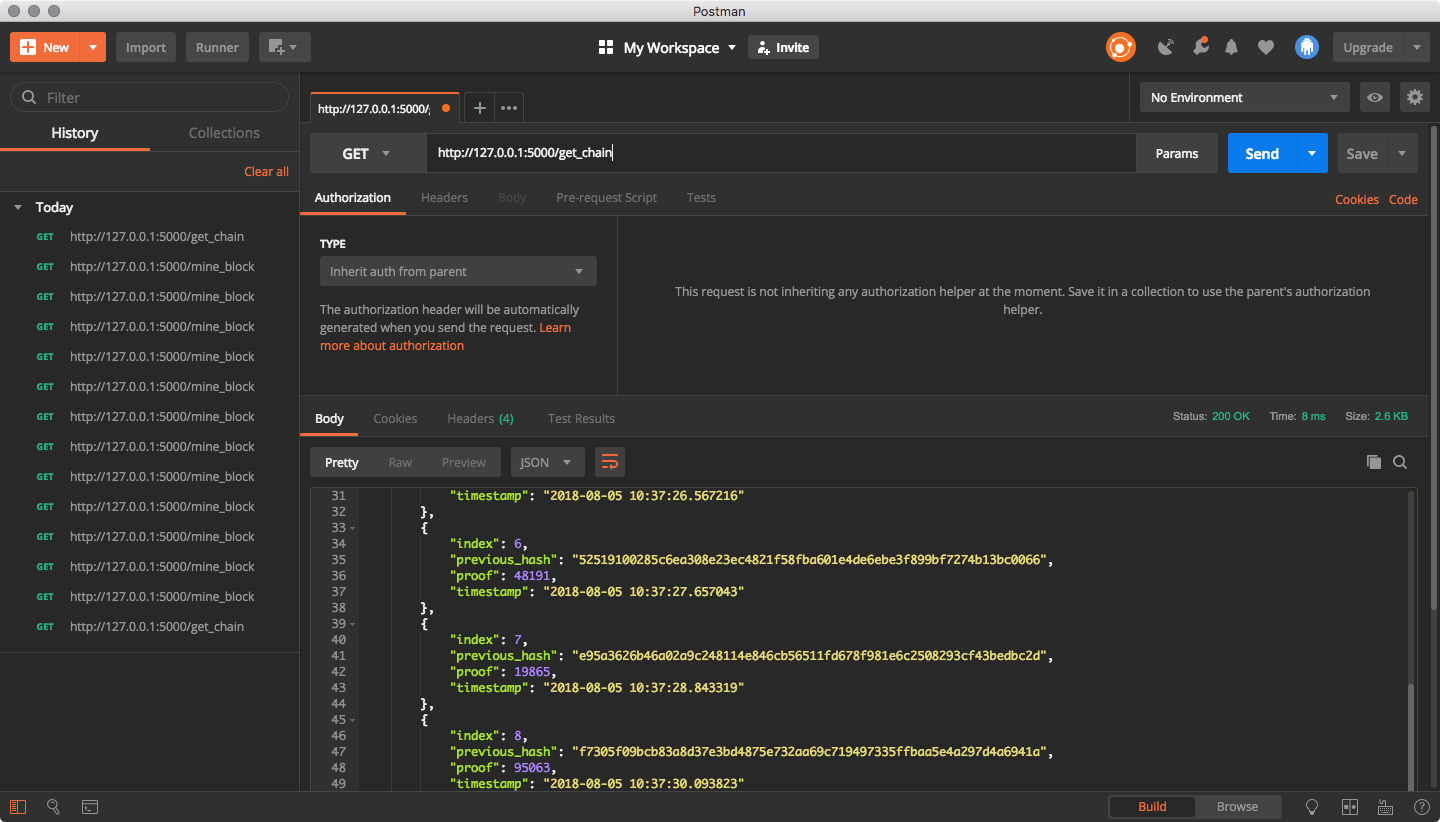 Postman
New
Import
Runner
My Workspace
Invite
Upgrade
Filter
History
Collections
Clear all
Today
GET http://127.0.0.1:5000/get_chain
GET http://127.0.0.1:5000/mine_block
GET http://127.0.0.1:5000/mine_block
GET http://127.0.0.1:5000/mine_block
GET http://127.0.0.1:5000/mine_block
GET http://127.0.0.1:5000/mine_block
GET http://127.0.0.1:5000/mine_block
GET http://127.0.0.1:5000/mine_block
GET http://127.0.0.1:5000/mine_block
GET http://127.0.0.1:5000/mine_block
GET http://127.0.0.1:5000/mine_block
GET http://127.0.0.1:5000/mine_block
GET http://127.0.0.1:5000/mine_block
GET http://127.0.0.1:5000/get_chain
http://127.0.0.1:5000/
No Environment
GET
http://127.0.0.1:5000/get_chain
Params
Send
Save
Authorization
Headers
Body
Pre-request Script
Tests
Cookies
Code
TYPE
Inherit auth from parent
The authorization header will be automatically
generated when you send the request. Learn
more about authorization
This request is not inheriting any authorization helper at the moment. Save it in a collection to use the parent's authorization
helper.
Body
Cookies
Headers (4)
Test Results
Status: 200 OK
Time: 8 ms
Size: 2.6 KB
Pretty
Raw
Preview
JSON
31 "timestamp": "2018-08-05 10:37:26.567216"
32 },
33 {
34 "index": 6,
35 "previous_hash": "52519100285c6ea308e23ec4821f58fba601e4de6ebe3f899bf7274b13bc0066",
36 "proof": 48191,
37 "timestamp": "2018-08-05 10:37:27.657043"
38 },
39 {
40 "index": 7,
41 "previous_hash": "e95a3626b46a02a9c248114e846cb56511fd678f981e6c2508293cf43bedbc2d",
42 "proof": 19865,
43 "timestamp": "2018-08-05 10:37:28.843319"
44 },
45 {
46 "index": 8,
47 "previous_hash": "f7305f09bcb83a8d37e3bd4875e732aa69c719497335ffbaa5e4a297d4a6941a",
48 "proof": 95063,
49 "timestamp": "2018-08-05 10:37:30.093823"
Build
Browse